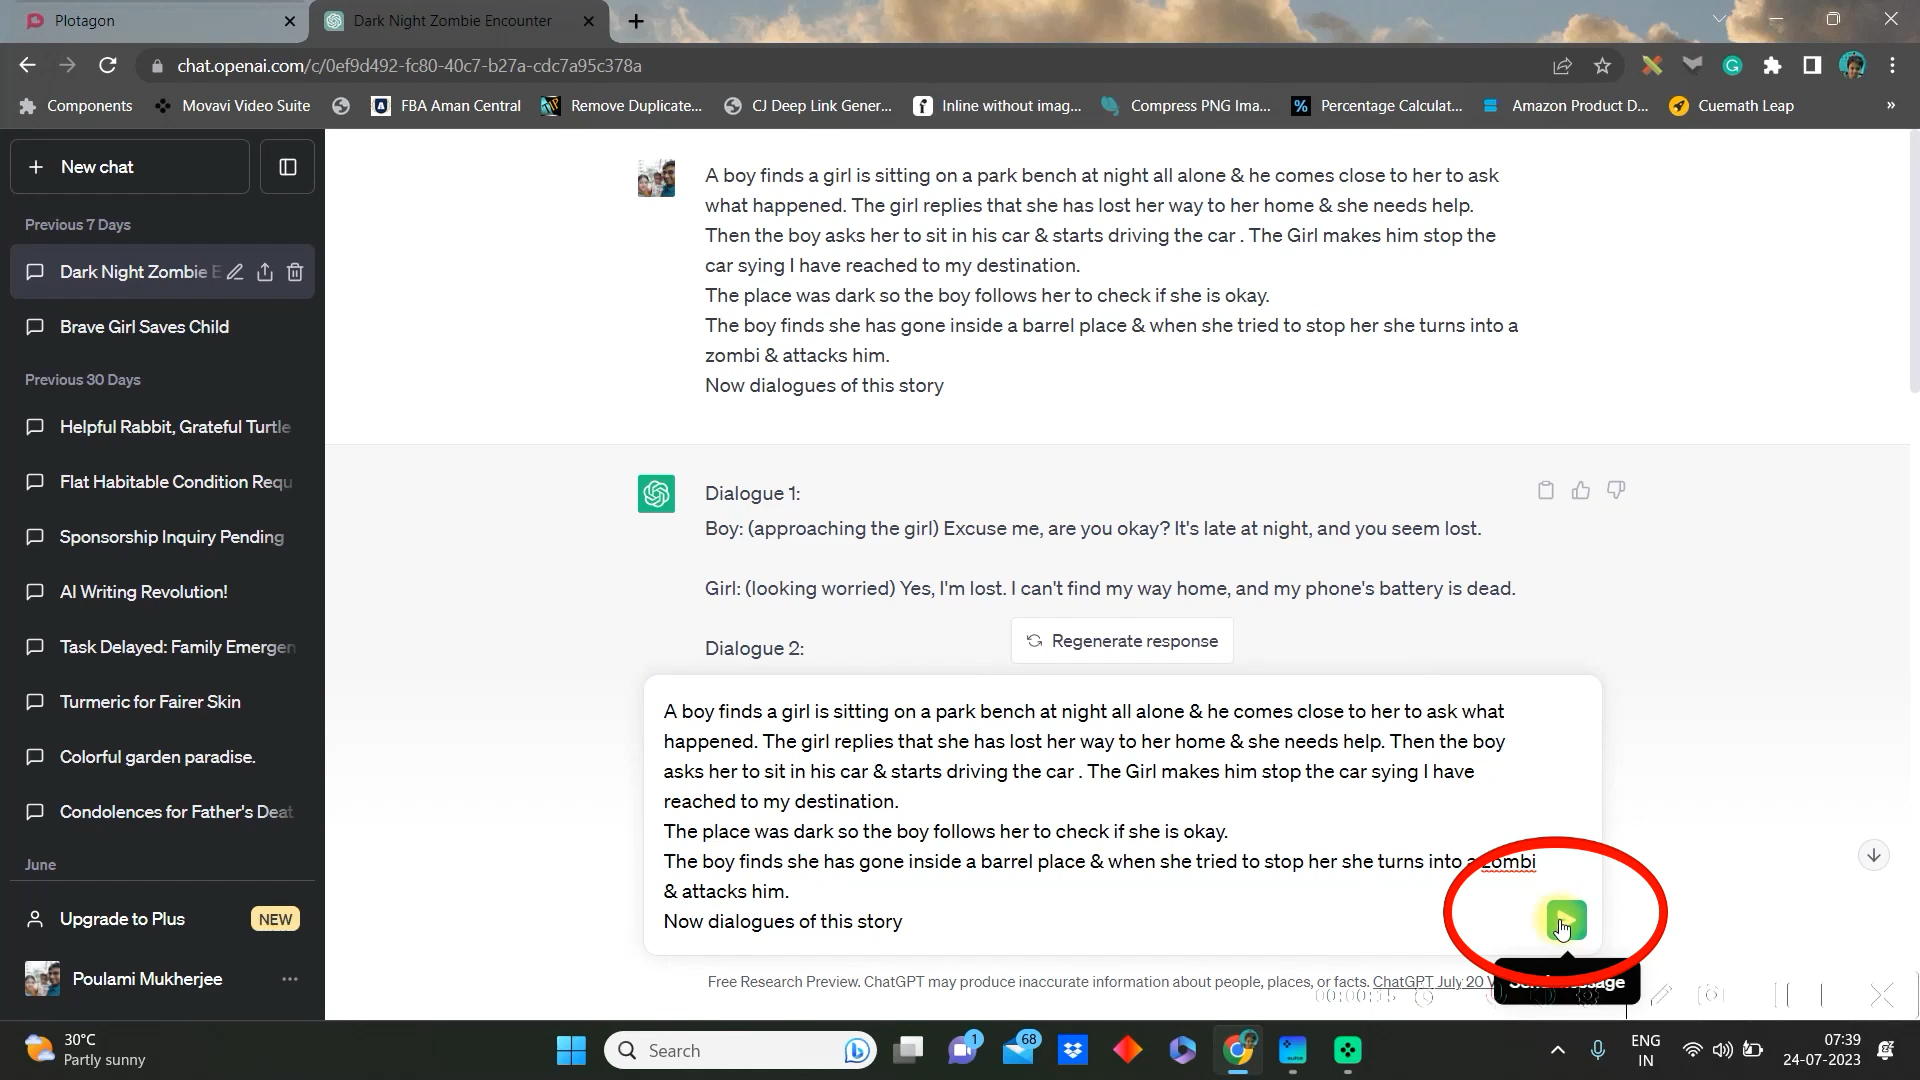 Plotagon
Dark Night Zombie Encounter
chat.openai.com/c/0ef9d492-fc80-40c7-b27a-cdc7a95c378a
Components
Movavi Video Suite
FBA Aman Central
Remove Duplicate...
CJ Deep Link Gener...
Inline without imag...
Compress PNG Ima...
%
Percentage Calculat...
Amazon Product D...
Cuemath Leap
»
+ New chat
Previous 7 Days
Dark Night Zombie E
Brave Girl Saves Child
Previous 30 Days
Helpful Rabbit, Grateful Turtle
Flat Habitable Condition Requ
Sponsorship Inquiry Pending
AI Writing Revolution!
Task Delayed: Family Emergen
Turmeric for Fairer Skin
Colorful garden paradise.
Condolences for Father's Deat
June
Upgrade to Plus
NEW
Poulami Mukherjee
A boy finds a girl is sitting on a park bench at night all alone & he comes close to her to ask
what happened. The girl replies that she has lost her way to her home & she needs help.
Then the boy asks her to sit in his car & starts driving the car . The Girl makes him stop the
car sying I have reached to my destination.
The place was dark so the boy follows her to check if she is okay.
The boy finds she has gone inside a barrel place & when she tried to stop her she turns into a
zombi & attacks him.
Now dialogues of this story
Dialogue 1:
Boy: (approaching the girl) Excuse me, are you okay? It's late at night, and you seem lost.
Girl: (looking worried) Yes, I'm lost. I can't find my way home, and my phone's battery is dead.
Dialogue 2:
Regenerate response
A boy finds a girl is sitting on a park bench at night all alone & he comes close to her to ask what
happened. The girl replies that she has lost her way to her home & she needs help. Then the boy
asks her to sit in his car & starts driving the car . The Girl makes him stop the car sying I have
reached to my destination.
The place was dark so the boy follows her to check if she is okay.
The boy finds she has gone inside a barrel place & when she tried to stop her she turns into a zombi
& attacks him.
Now dialogues of this story
Free Research Preview. ChatGPT may produce inaccurate information about people, places, or facts. ChatGPT July 20 V
Send message
30°C
Partly sunny
Search
1
68
ENG
IN
07:39
24-07-2023